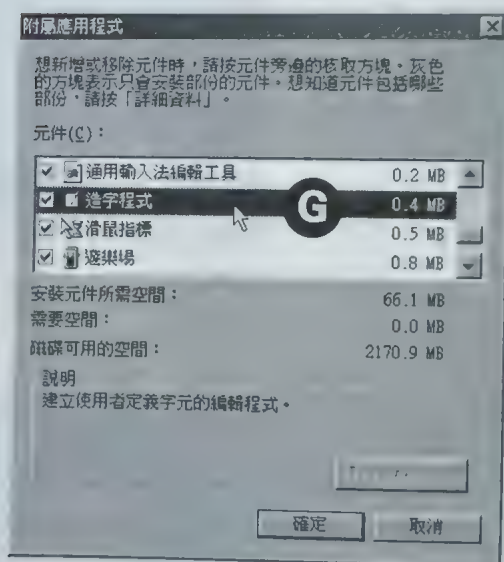 附屬應用程式
想新增或移除元件時，請按元件旁邊的核取方塊。灰色
的方塊表示只會安裝部份的元件。想知道元件包括哪些
部份，請按「詳細資料」。
元件(C)：
通用輸入法編輯工具 0.2 MB
造字程式 G 0.4 MB
滑鼠指標 0.5 MB
遊樂場 0.8 MB
安裝元件所需空間： 66.1 MB
需要空間： 0.0 MB
磁碟可用的空間： 2170.9 MB
說明
建立使用者定義字元的編輯程式。
確定 取消